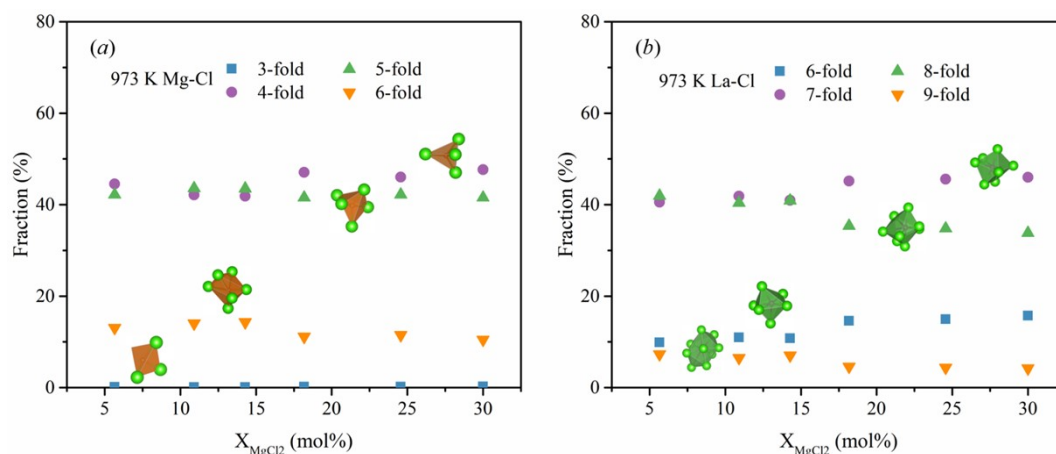 (a)
973 K Mg-Cl
3-fold
5-fold
4-fold
6-fold
Fraction (%)
80
60
40
20
0
5
10
15
20
25
30
X_MgCl2 (mol%)
(b)
973 K La-Cl
6-fold
8-fold
7-fold
9-fold
Fraction (%)
80
60
40
20
0
5
10
15
20
25
30
X_MgCl2 (mol%)